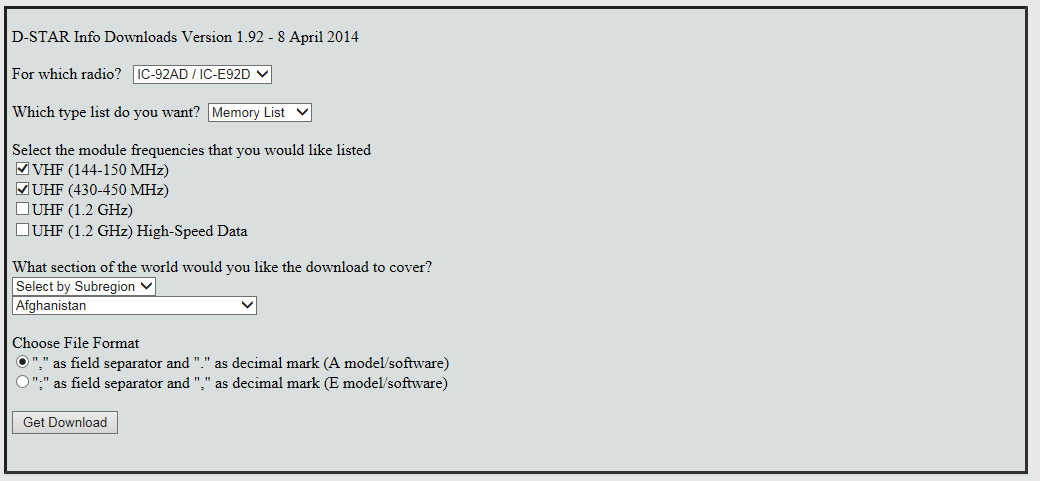 D-STAR Info Downloads Version 1.92 - 8 April 2014
For which radio? IC-92AD / IC-E92D
Which type list do you want? Memory List
Select the module frequencies that you would like listed
VHF (144-150 MHz)
UHF (430-450 MHz)
UHF (1.2 GHz)
UHF (1.2 GHz) High-Speed Data
What section of the world would you like the download to cover?
Select by Subregion
Afghanistan
Choose File Format
"," as field separator and "." as decimal mark (A model/software)
";" as field separator and "," as decimal mark (E model/software)
Get Download